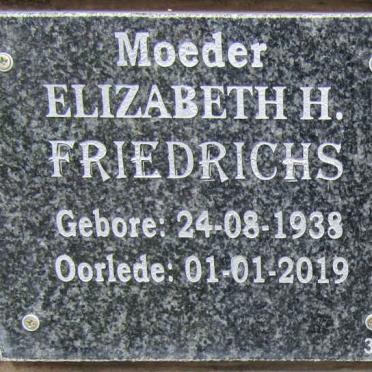 Moeder
ELIZABETH H.
FRIEDRICHS
Gebore: 24-08-1938
Oorlede: 01-01-2019